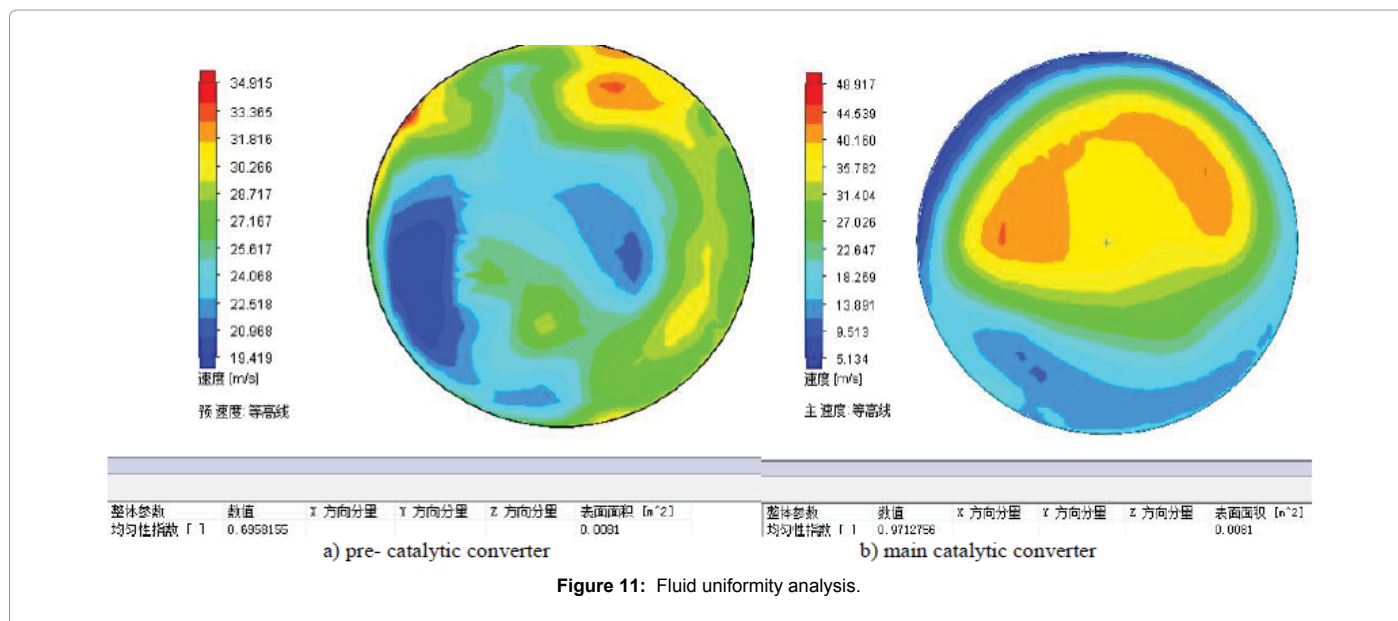 34.915
33.365
31.816
30.266
28.717
27.167
25.617
24.068
22.518
20.968
19.419
速度 [m/s]
预 速度: 等高线
48.917
44.539
40.160
35.782
31.404
27.026
22.647
18.269
13.891
9.513
5.134
速度 [m/s]
主 速度: 等高线
整体参数 数值 X 方向分量 Y 方向分量 Z 方向分量 表面面积 [m^2]
均匀性指数 [ ] 0.6958155 0.0081
整体参数 数值 X 方向分量 Y 方向分量 Z 方向分量 表面面积 [m^2]
均匀性指数 [ ] 0.9712756 0.0081
a) pre- catalytic converter
b) main catalytic converter
Figure 11: Fluid uniformity analysis.